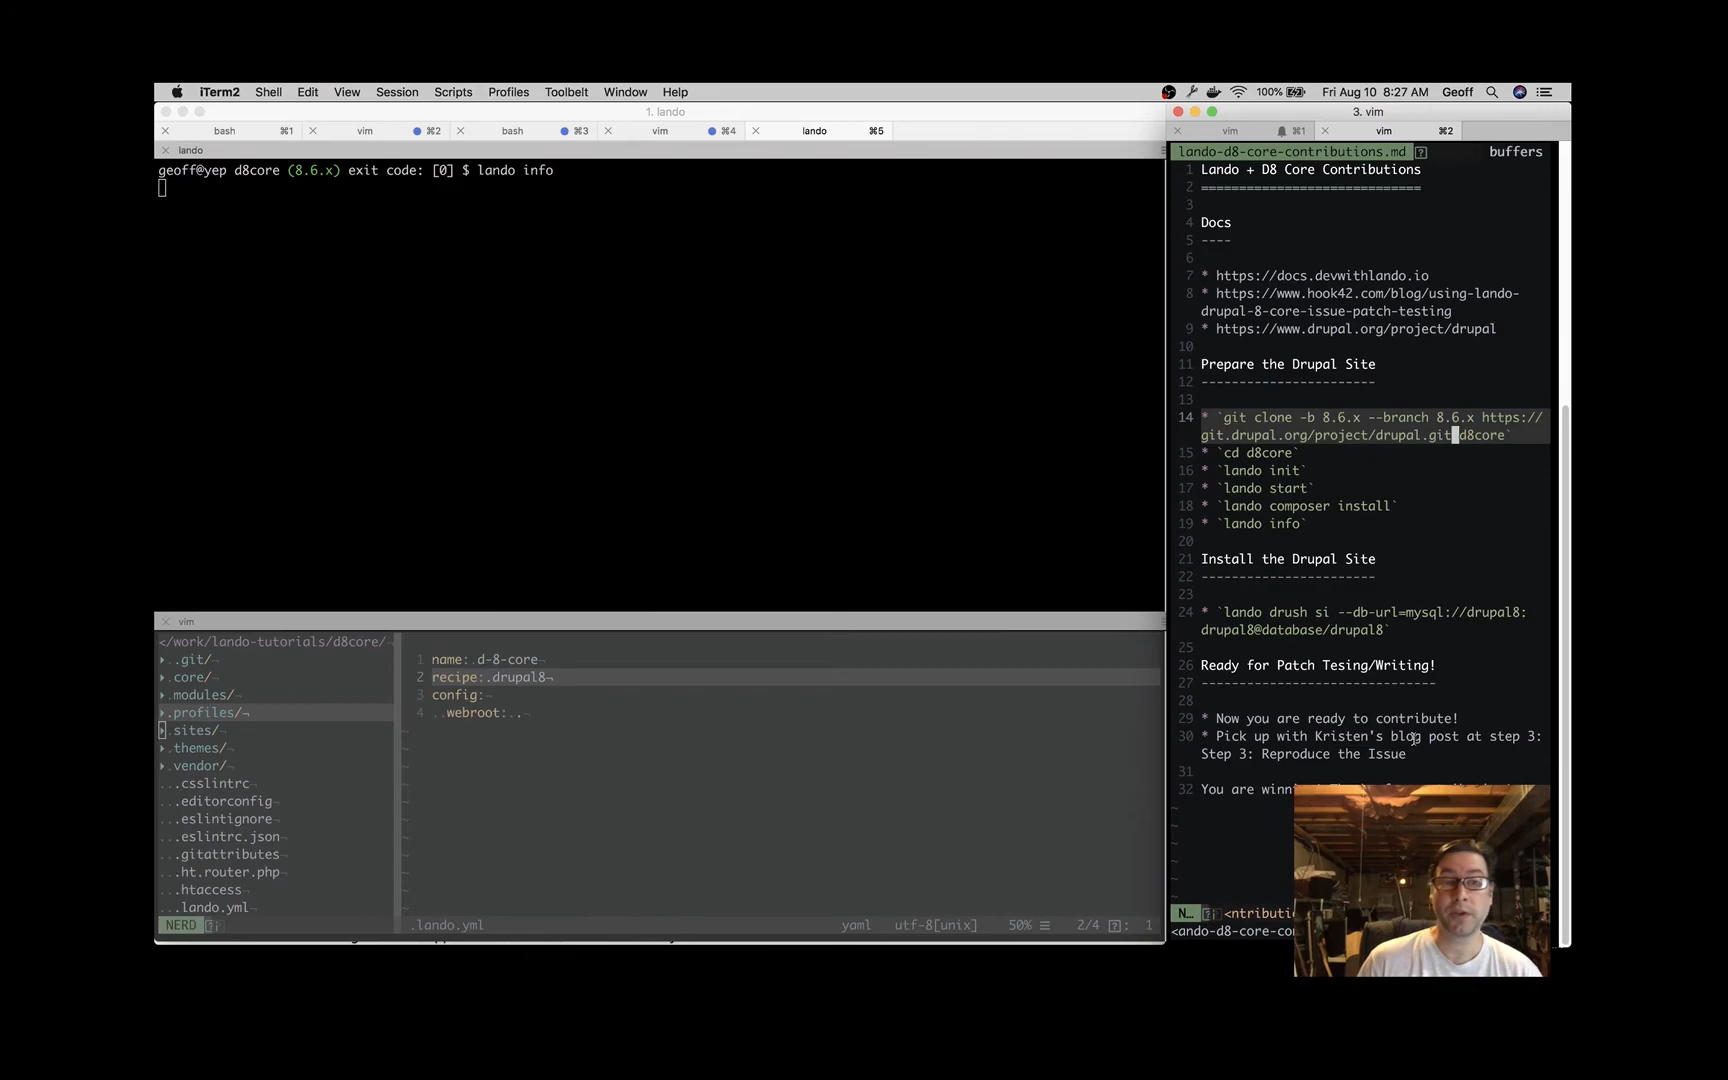 iTerm2 Shell Edit View Session Scripts Profiles Toolbelt Window Help 100% Fri Aug 10 8:27 AM Geoff
1. lando
bash ⌘1 vim ⌘2 bash ⌘3 vim ⌘4 lando ⌘5
lando
geoff@yep d8core (8.6.x) exit code: [0] $ lando info
vim
</work/lando-tutorials/d8core/
.git/
core/
modules/
profiles/
sites/
themes/
vendor/
.csslintrc
.editorconfig
.eslintignore
.eslintrc.json
.gitattributes
.ht.router.php
.htaccess
.lando.yml
NERD
1 name: d-8-core
2 recipe: drupal8
3 config:
4 webroot: .
.lando.yml yaml utf-8[unix] 50% 2/4 : 1
3. vim
vim ⌘1 vim ⌘2
lando-d8-core-contributions.md buffers
1 Lando + D8 Core Contributions
2 =============================
3
4 Docs
5 ----
6
7 * https://docs.devwithlando.io
8 * https://www.hook42.com/blog/using-lando-
drupal-8-core-issue-patch-testing
9 * https://www.drupal.org/project/drupal
10
11 Prepare the Drupal Site
12 -----------------------
13
14 * `git clone -b 8.6.x --branch 8.6.x https://
git.drupal.org/project/drupal.git d8core`
15 * `cd d8core`
16 * `lando init`
17 * `lando start`
18 * `lando composer install`
19 * `lando info`
20
21 Install the Drupal Site
22 -----------------------
23
24 * `lando drush si --db-url=mysql://drupal8:
drupal8@database/drupal8`
25
26 Ready for Patch Tesing/Writing!
27 -------------------------------
28
29 * Now you are ready to contribute!
30 * Pick up with Kristen's blog post at step 3:
Step 3: Reproduce the Issue
31
32 You are winni
N... <ntributi
<ando-d8-core-con